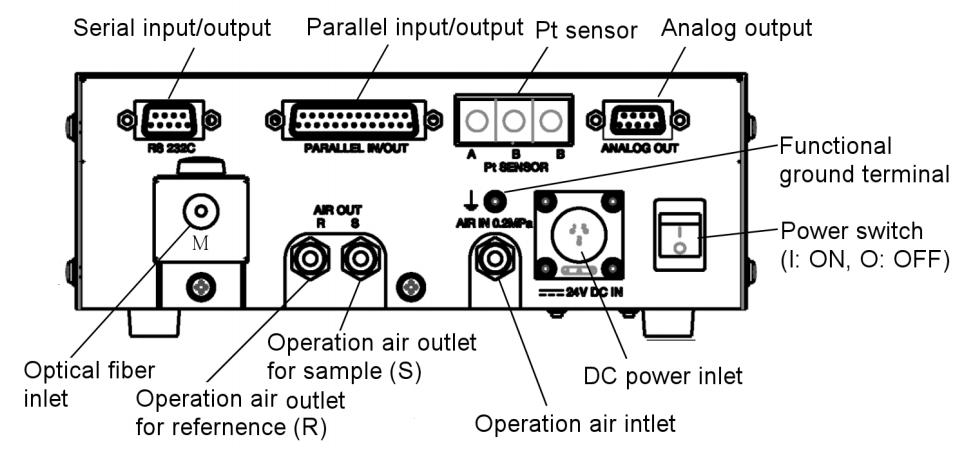 Serial input/output
Parallel input/output
Pt sensor
Analog output
RS 232C
PARALLEL IN/OUT
A B B
Pt SENSOR
ANALOG OUT
Functional
ground terminal
M
AIR OUT
R S
AIR IN 0.2MPa
24V DC IN
Power switch
(I: ON, O: OFF)
Optical fiber
inlet
Operation air outlet
for refernence (R)
Operation air outlet
for sample (S)
Operation air intlet
DC power inlet